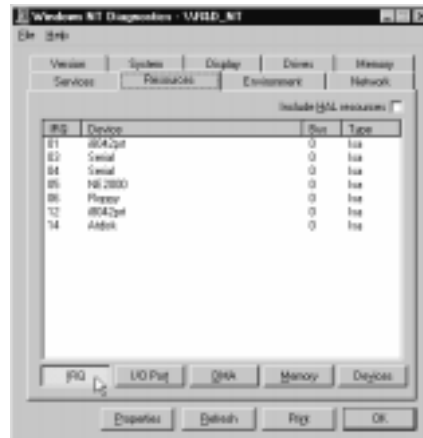 Windows NT Diagnostics - \\R&D_NT
File Help
Version System Display Drives Memory
Services Resources Environment Network
Include HAL resources
IRQ Device Bus Type
01 i8042prt 0 Isa
03 Serial 0 Isa
04 Serial 0 Isa
05 NE2000 0 Isa
06 Floppy 0 Isa
12 i8042prt 0 Isa
14 Atdisk 0 Isa
IRQ I/O Port DMA Memory Devices
Properties Refresh Print OK